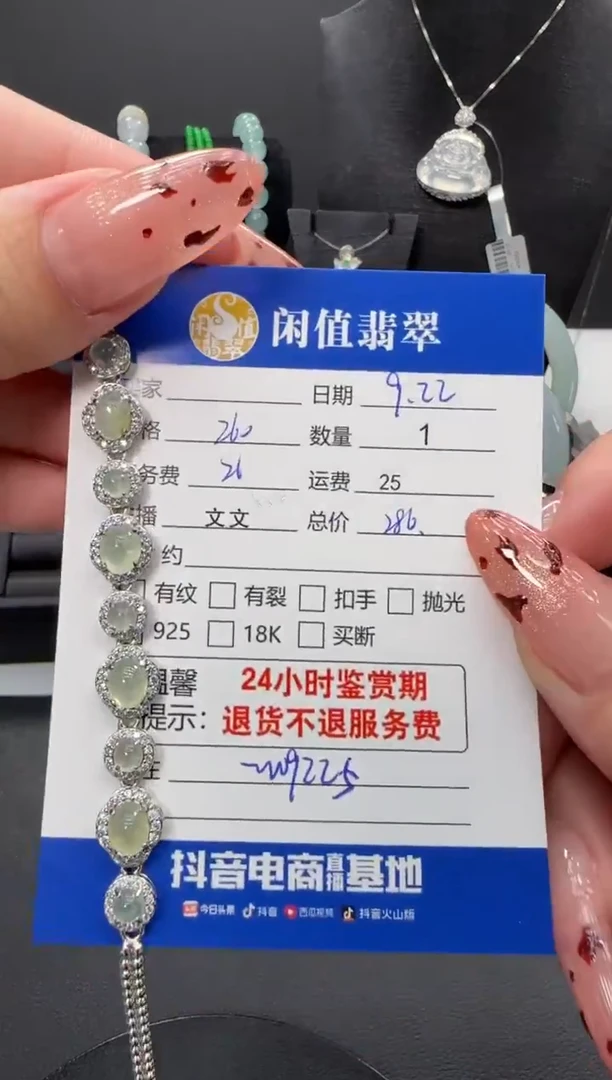 闲值翡翠
家 日期 9.22
格 260 数量 1
务费 26 运费 25
播 文文 总价 286.
约
有纹 有裂 扣手 抛光
925 18K 买断
温馨 24小时鉴赏期
提示： 退货不退服务费
注
抖音电商直播基地
今日头条 抖音 西瓜视频 抖音火山版